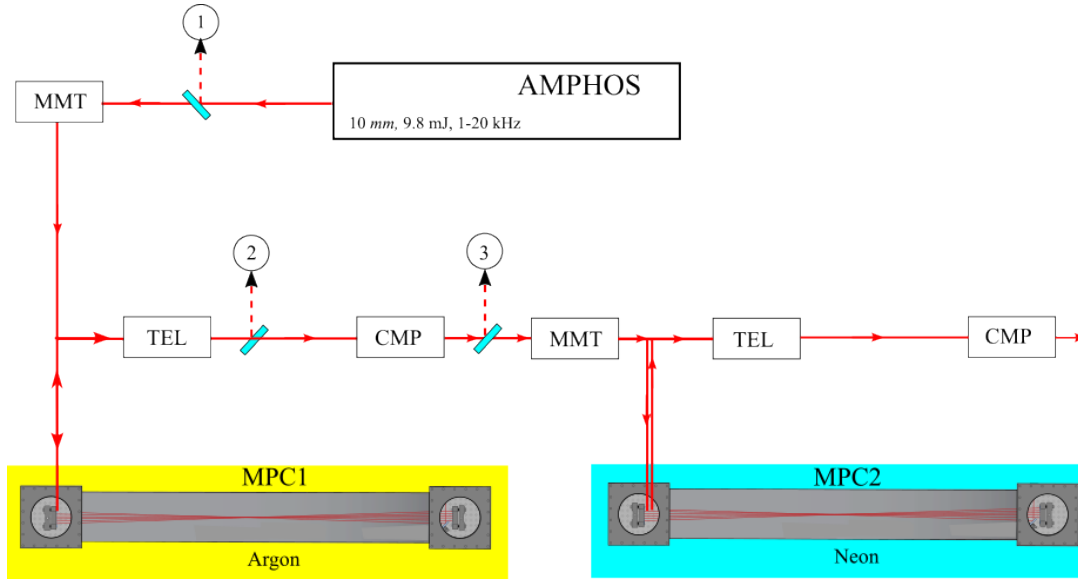 1
AMPHOS
MMT
10 mm, 9.8 mJ, 1-20 kHz
2
3
TEL
CMP
MMT
TEL
CMP
MPC1
MPC2
Argon
Neon